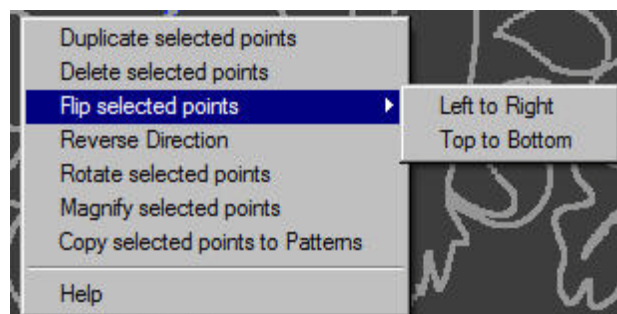 Duplicate selected points
Delete selected points
Flip selected points
Left to Right
Reverse Direction
Top to Bottom
Rotate selected points
Magnify selected points
Copy selected points to Patterns
Help